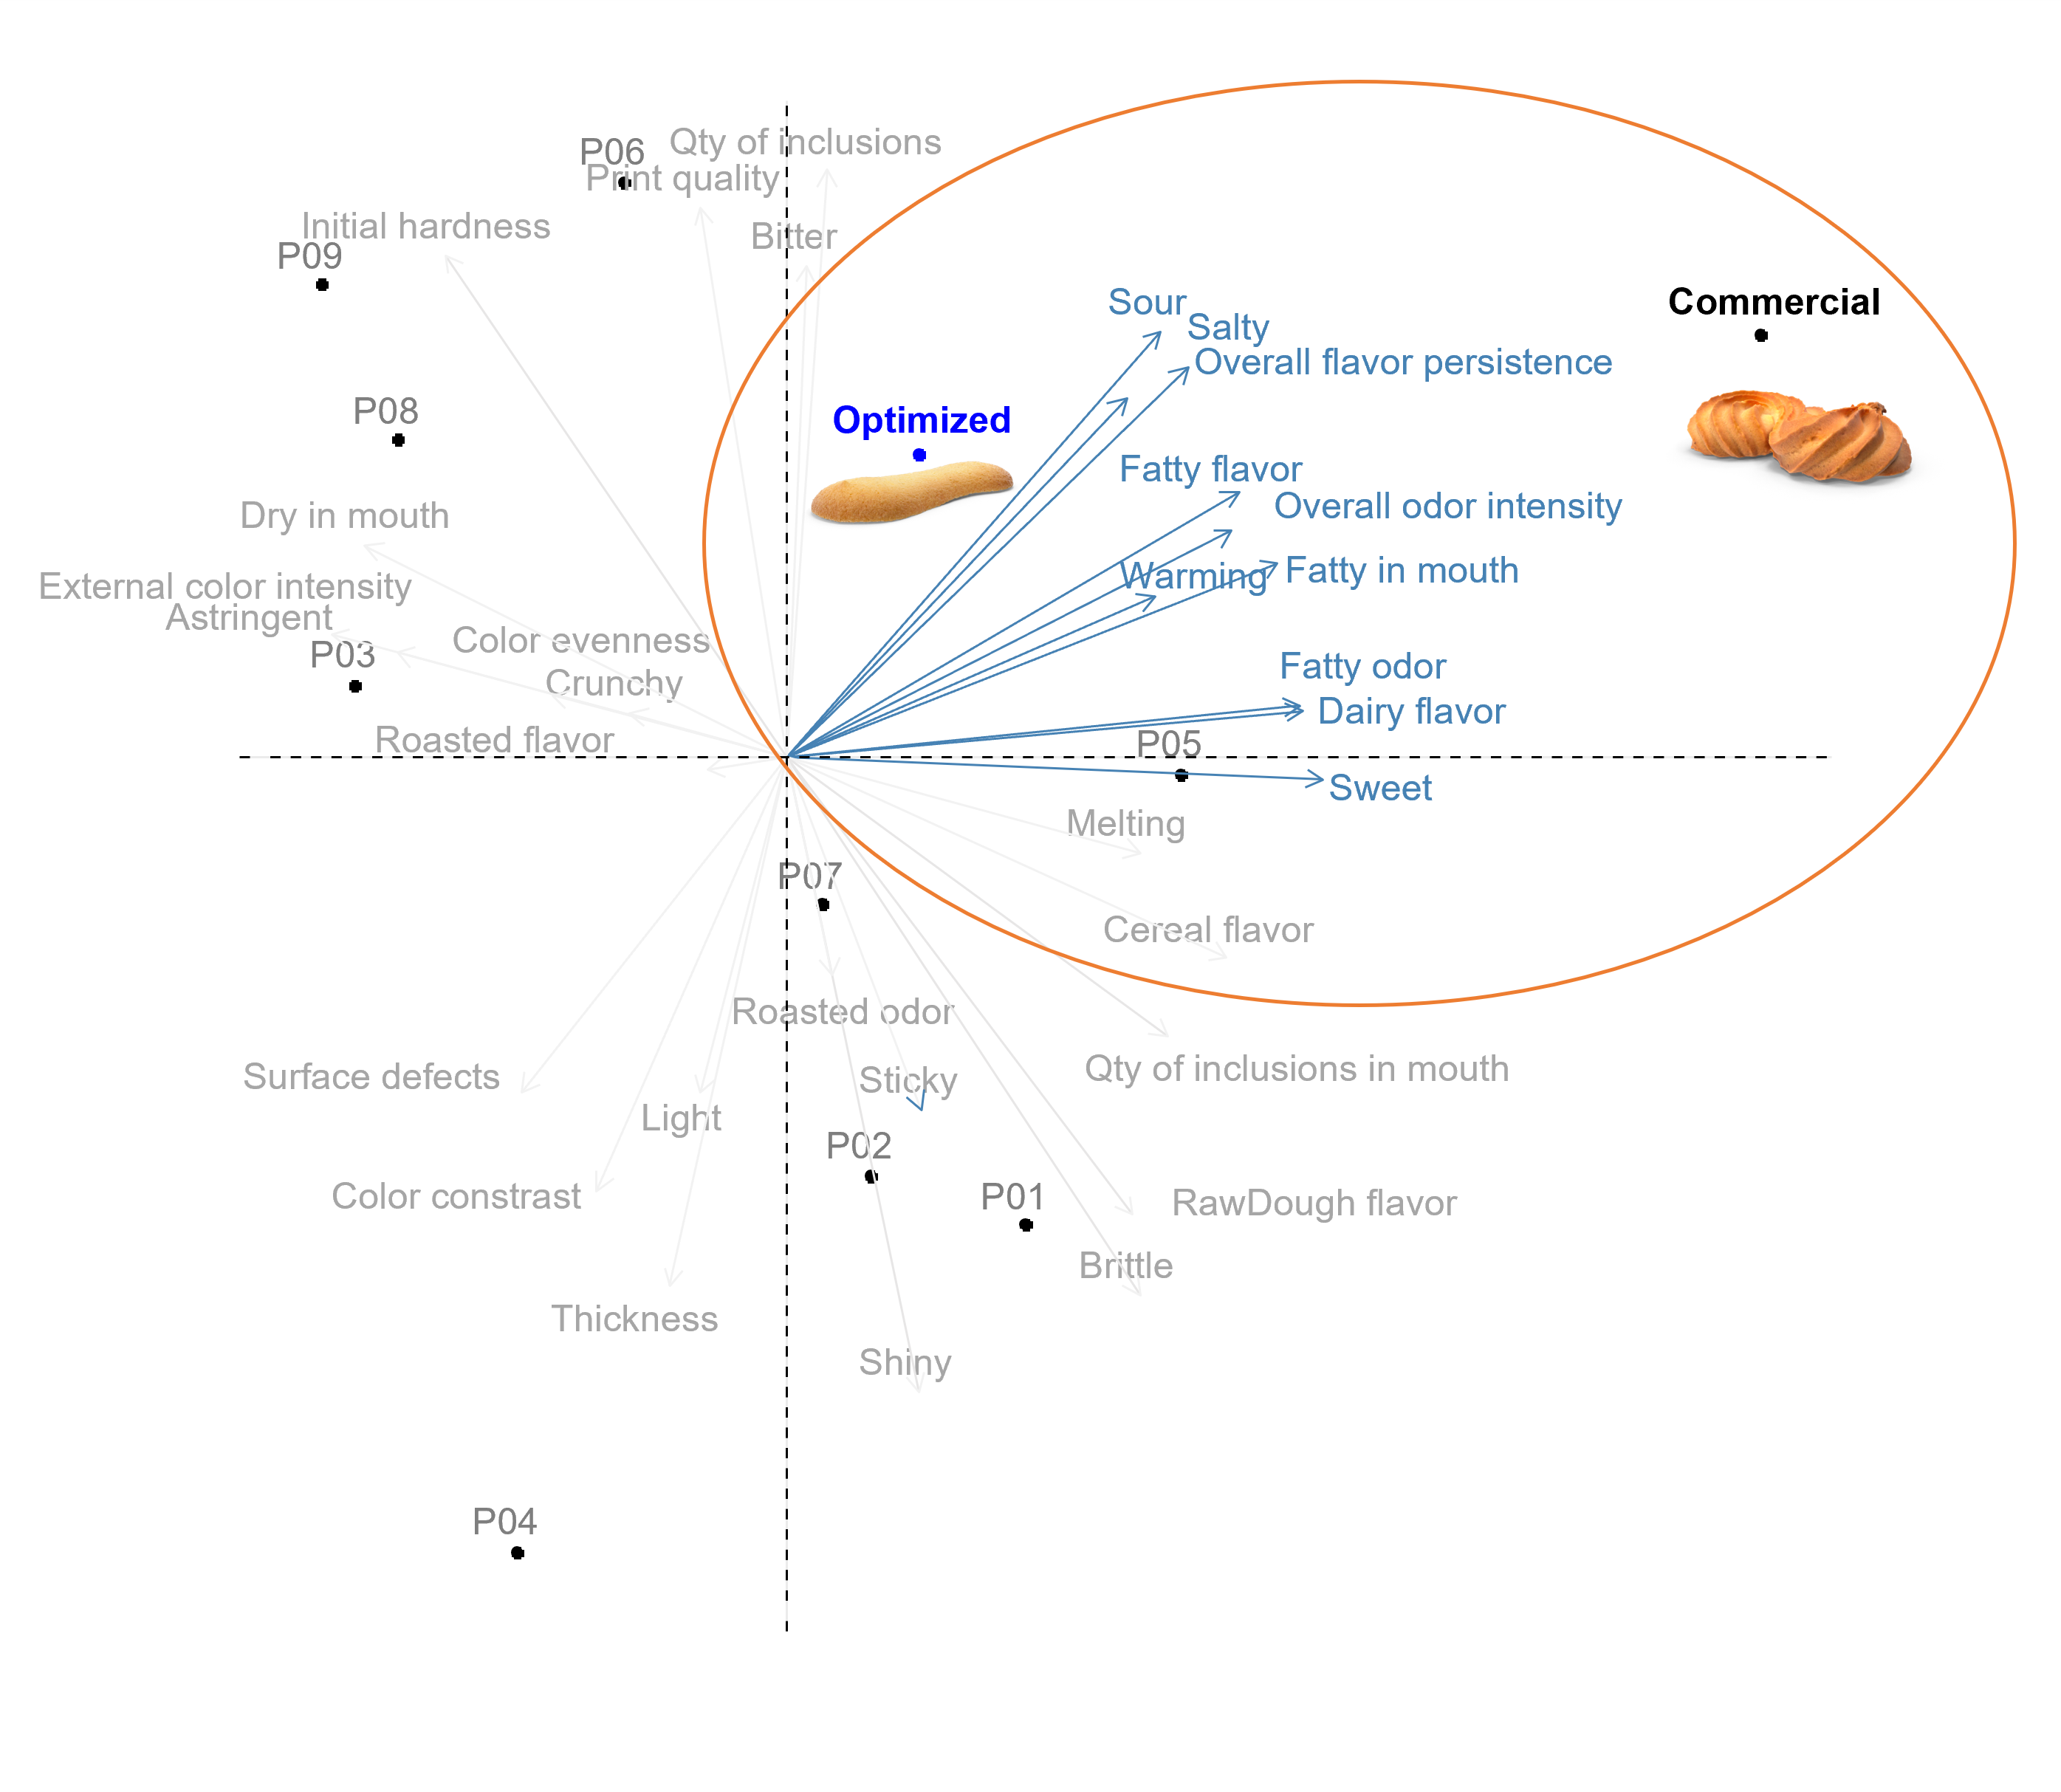 Qty of inclusions
P06
Print quality
Initial hardness
Bitter
P09
Sour
Commercial
Salty
Overall flavor persistence
P08
Optimized
Fatty flavor
Overall odor intensity
Dry in mouth
Warming
Fatty in mouth
External color intensity
Astringent
Color evenness
P03
Fatty odor
Crunchy
Dairy flavor
Roasted flavor
P05
Sweet
Melting
P07
Cereal flavor
Roasted odor
Qty of inclusions in mouth
Surface defects
Sticky
Light
P02
Color constrast
P01
RawDough flavor
Brittle
Thickness
Shiny
P04